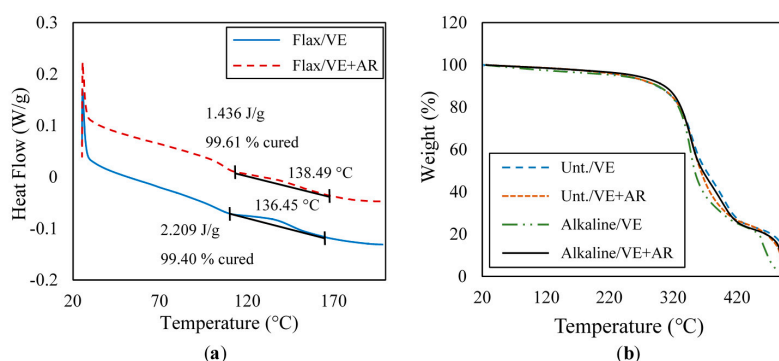 0.3
0.2
0.1
0
-0.1
-0.2
Heat Flow (W/g)
Flax/VE
Flax/VE+AR
1.436 J/g
99.61 % cured
138.49 °C
136.45 °C
2.209 J/g
99.40 % cured
20 70 120 170
Temperature (°C)
(a)
120
100
80
60
40
20
0
Weight (%)
Unt./VE
Unt./VE+AR
Alkaline/VE
Alkaline/VE+AR
20 120 220 320 420
Temperature (°C)
(b)